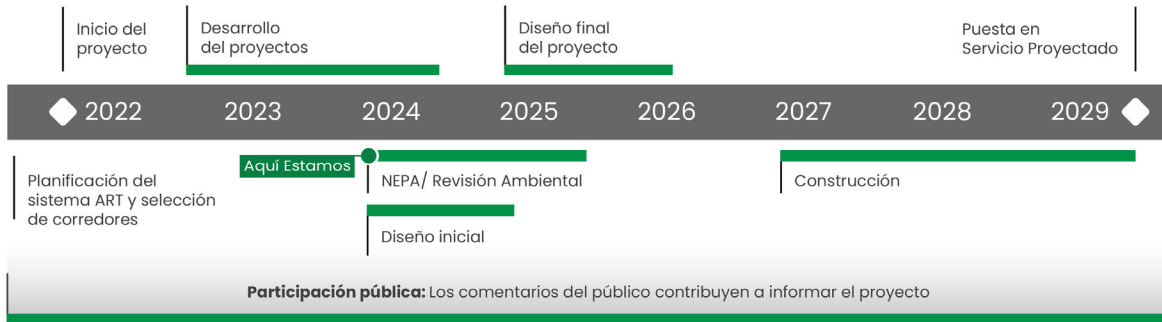 Inicio del
proyecto
Desarrollo
del proyectos
Diseño final
del proyecto
Puesta en
Servicio Proyectado
2022 2023 2024 2025 2026 2027 2028 2029
Aquí Estamos
Planificación del
sistema ART y selección
de corredores
NEPA/ Revisión Ambiental
Construcción
Diseño inicial
Participación pública: Los comentarios del público contribuyen a informar el proyecto